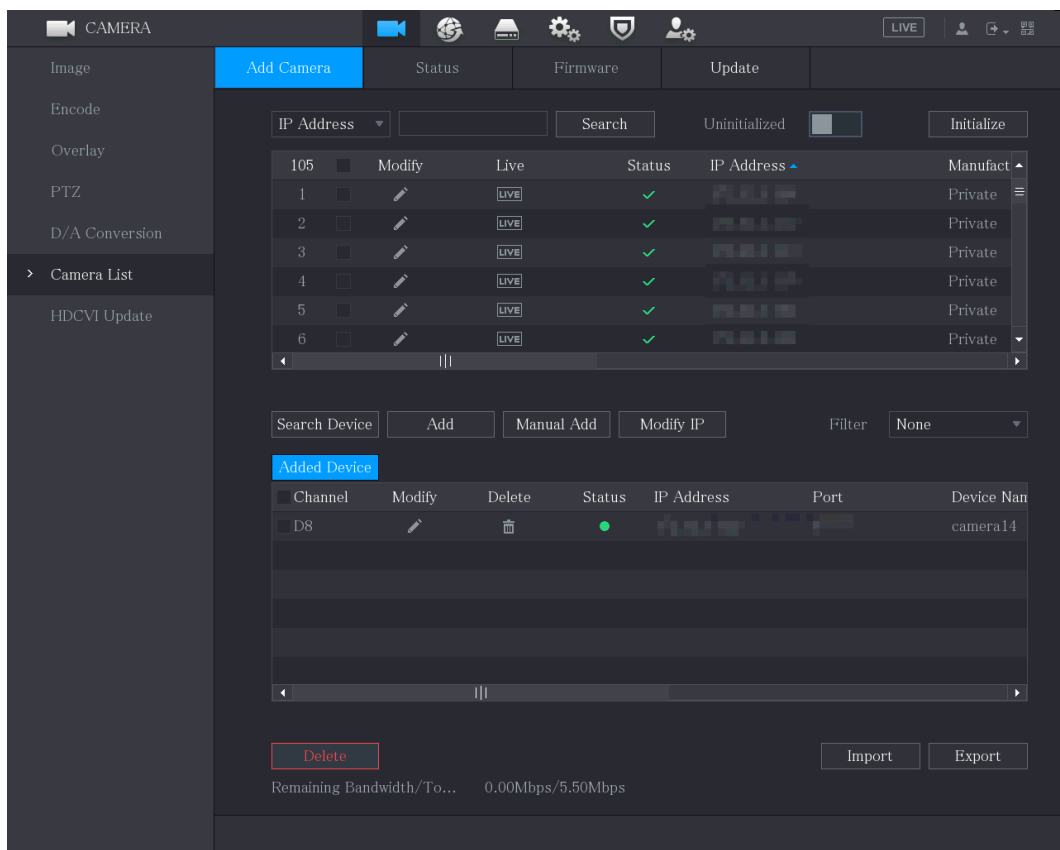 CAMERA LIVE
Image
Encode
Overlay
PTZ
D/A Conversion
Camera List
HDCVI Update
Add Camera Status Firmware Update
IP Address Search Uninitialized Initialize
105 Modify Live Status IP Address Manufact
1 LIVE Private
2 LIVE Private
3 LIVE Private
4 LIVE Private
5 LIVE Private
6 LIVE Private
Search Device Add Manual Add Modify IP Filter None
Added Device
Channel Modify Delete Status IP Address Port Device Nam
D8 camera14
Delete Import Export
Remaining Bandwidth/To... 0.00Mbps/5.50Mbps